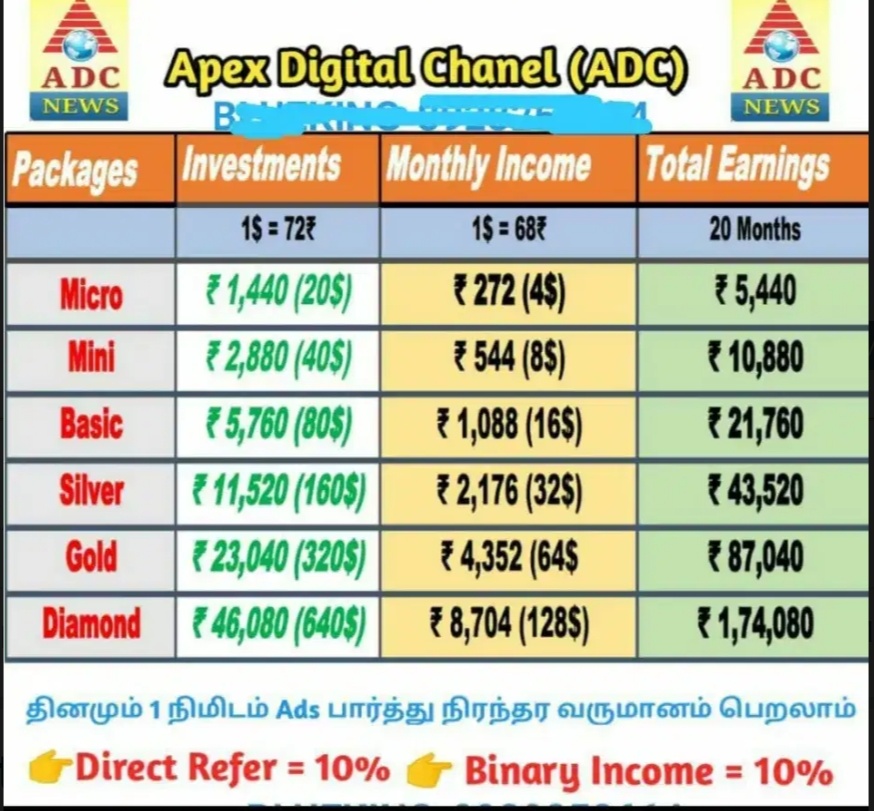 ADC
NEWS
Apex Digital Chanel (ADC)
ADC
NEWS
Packages Investments Monthly Income Total Earnings
1$ = 72₹ 1$ = 68₹ 20 Months
Micro ₹ 1,440 (20$) ₹ 272 (4$) ₹ 5,440
Mini ₹ 2,880 (40$) ₹ 544 (8$) ₹ 10,880
Basic ₹ 5,760 (80$) ₹ 1,088 (16$) ₹ 21,760
Silver ₹ 11,520 (160$) ₹ 2,176 (32$) ₹ 43,520
Gold ₹ 23,040 (320$) ₹ 4,352 (64$ ₹ 87,040
Diamond ₹ 46,080 (640$) ₹ 8,704 (128$) ₹ 1,74,080
தினமும் 1 நிமிடம் Ads பார்த்து நிரந்தர வருமானம் பெறலாம்
👉Direct Refer = 10% 👉 Binary Income = 10%